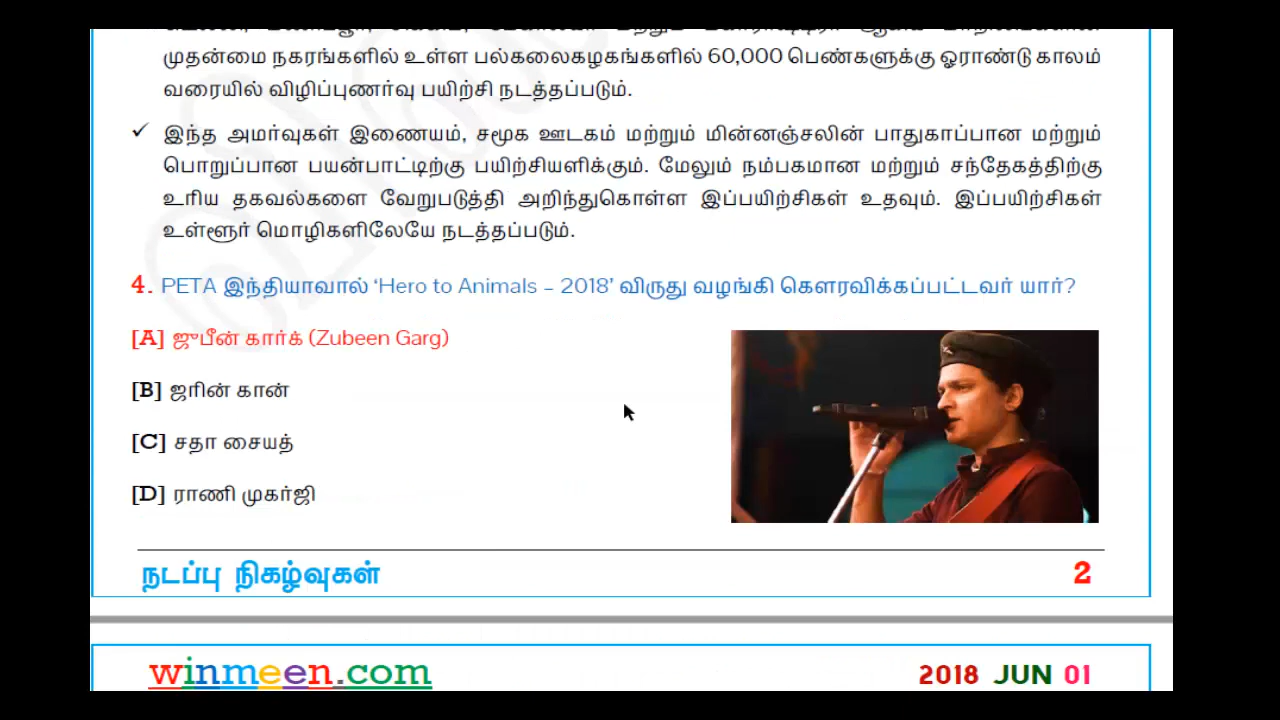 முதன்மை நகரங்களில் உள்ள பல்கலைகழகங்களில் 60,000 பெண்களுக்கு ஓராண்டு காலம்
வரையில் விழிப்புணர்வு பயிற்சி நடத்தப்படும்.
✓ இந்த அமர்வுகள் இணையம், சமூக ஊடகம் மற்றும் மின்னஞ்சலின் பாதுகாப்பான மற்றும்
பொறுப்பான பயன்பாட்டிற்கு பயிற்சியளிக்கும். மேலும் நம்பகமான மற்றும் சந்தேகத்திற்கு
உரிய தகவல்களை வேறுபடுத்தி அறிந்துகொள்ள இப்பயிற்சிகள் உதவும். இப்பயிற்சிகள்
உள்ளூர் மொழிகளிலேயே நடத்தப்படும்.
4. PETA இந்தியாவால் ‘Hero to Animals – 2018’ விருது வழங்கி கௌரவிக்கப்பட்டவர் யார்?
[A] ஜுபீன் கார்க் (Zubeen Garg)
[B] ஜரின் கான்
[C] சதா சையத்
[D] ராணி முகர்ஜி
நடப்பு நிகழ்வுகள் 2
winmeen.com 2018 JUN 01